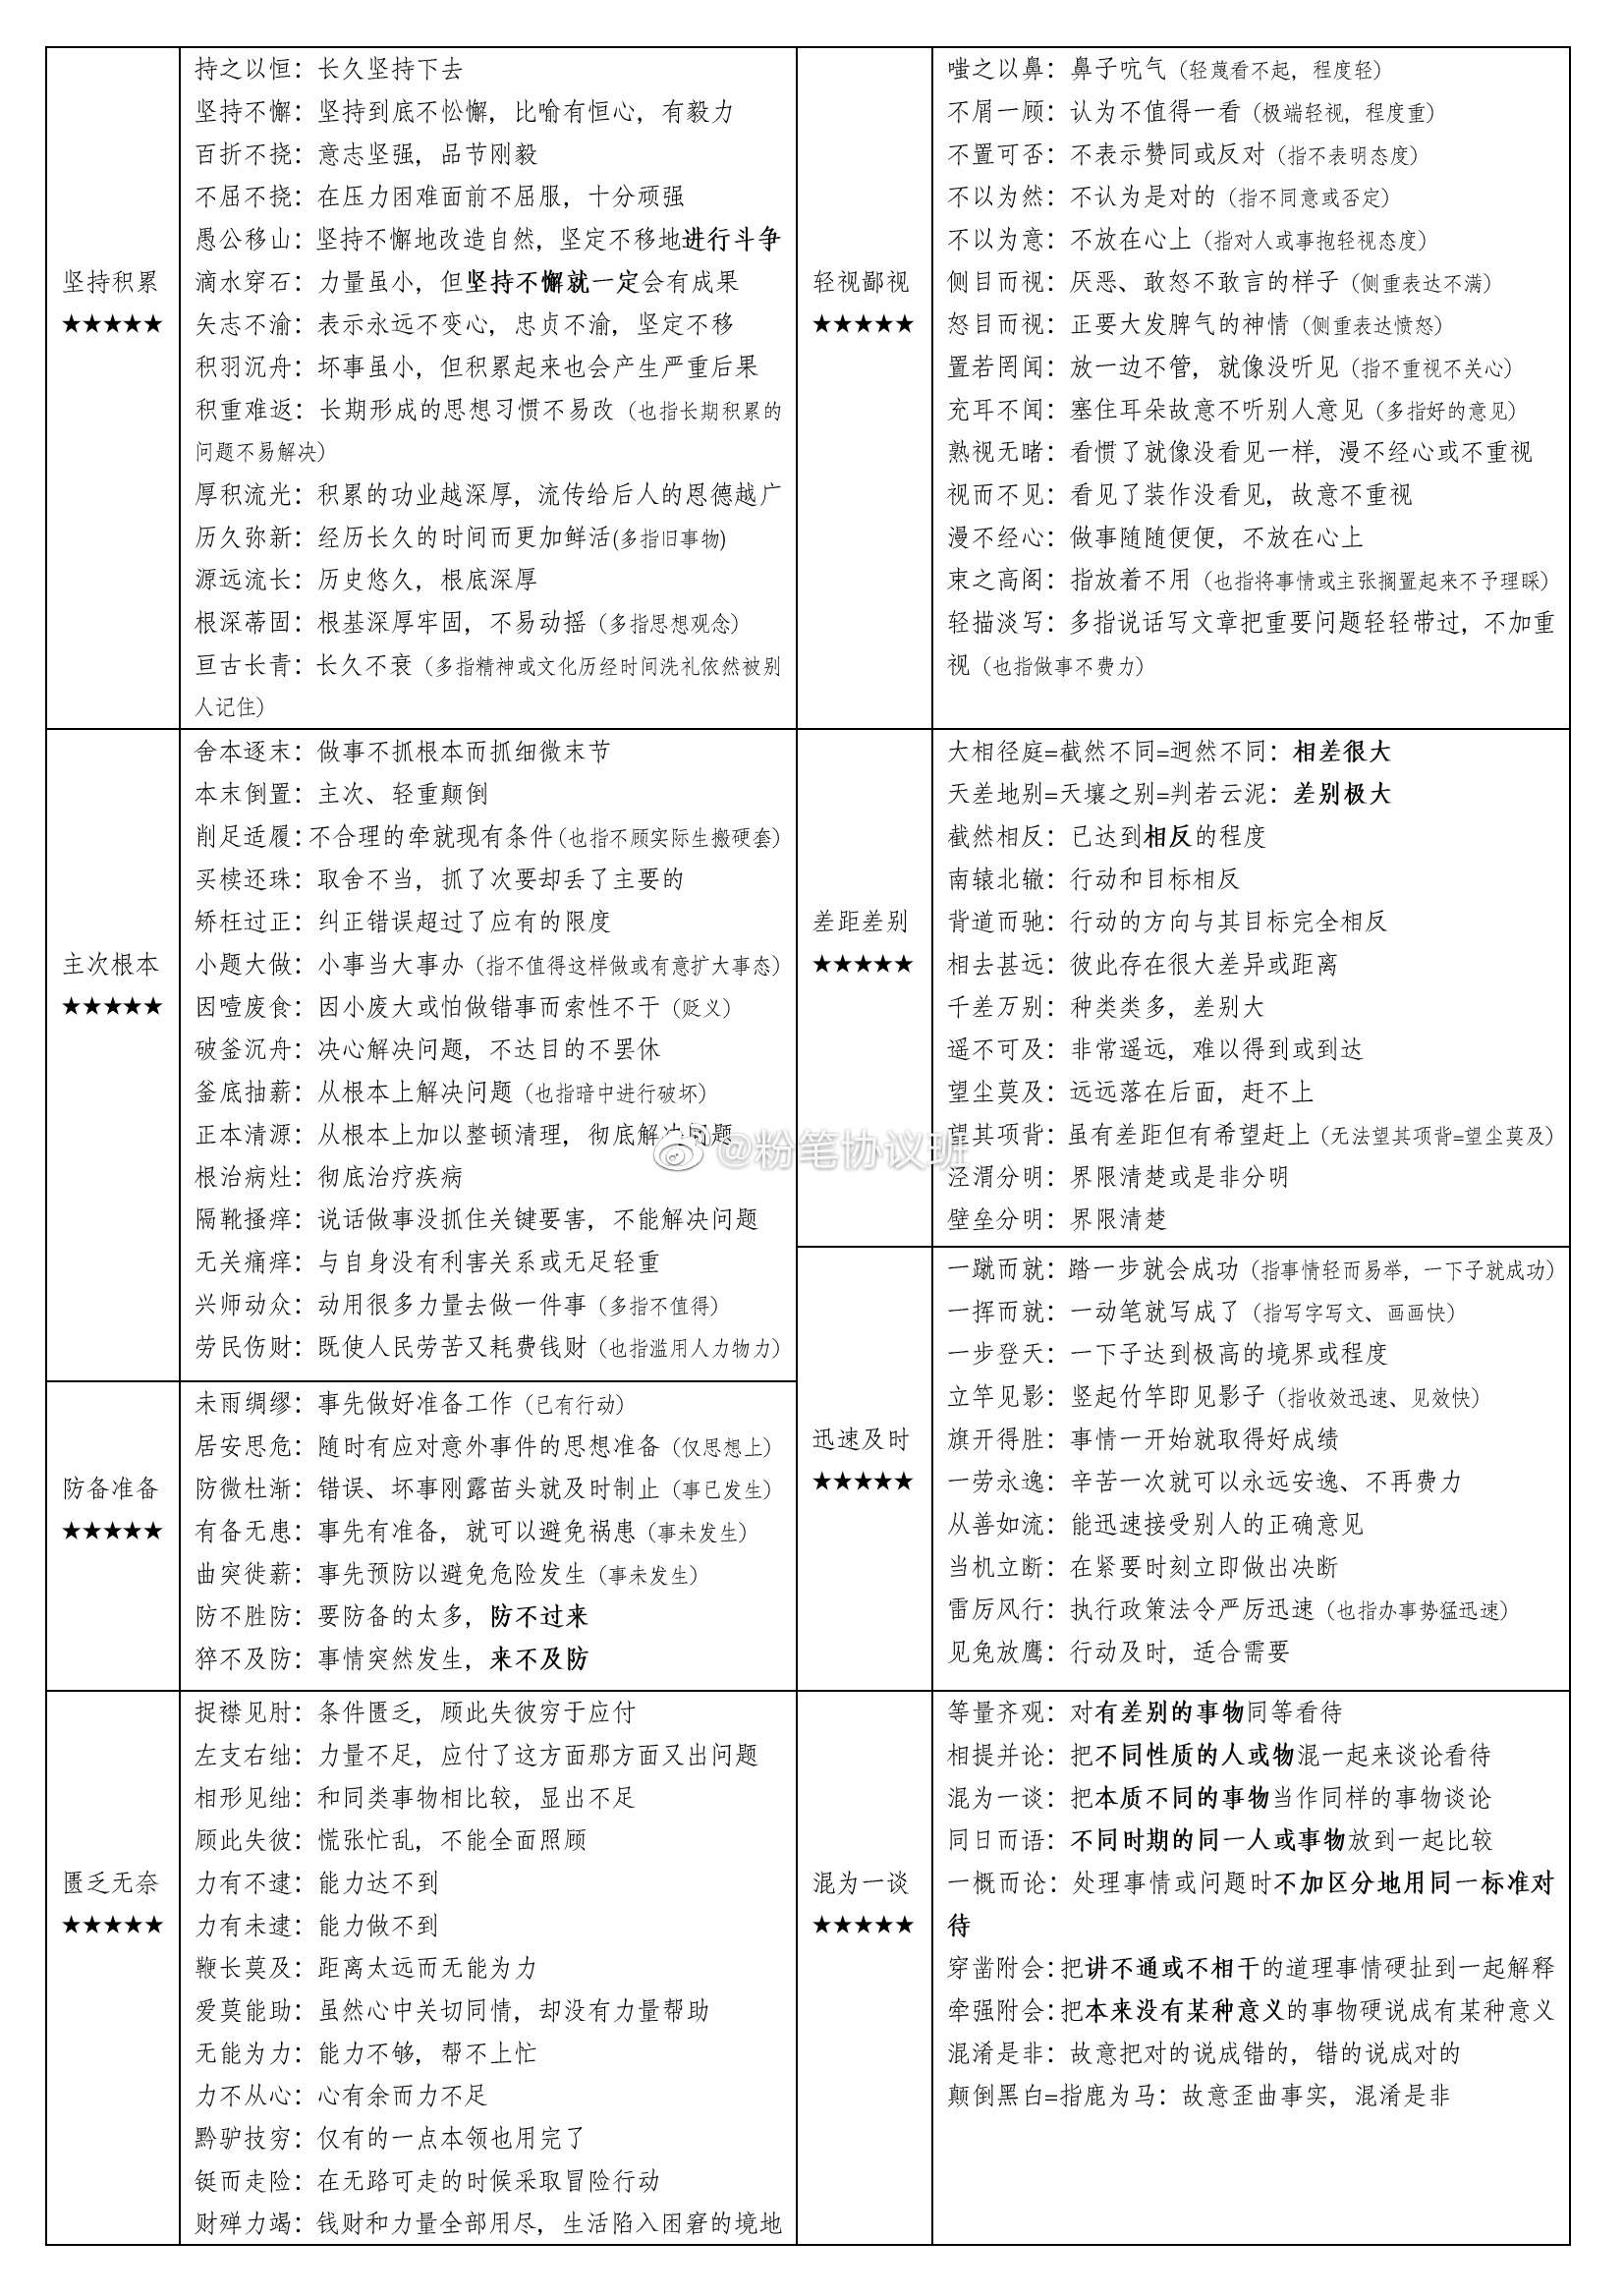 坚持积累
★★★★★
持之以恒：长久坚持下去
坚持不懈：坚持到底不忪懈，比喻有恒心，有毅力
百折不挠：意志坚强，品节刚毅
不屈不挠：在压力困难面前不屈服，十分顽强
愚公移山：坚持不懈地改造自然，坚定不移地进行斗争
滴水穿石：力量虽小，但坚持不懈就一定会有成果
矢志不渝：表示永远不变心，忠贞不渝，坚定不移
积羽沉舟：坏事虽小，但积累起来也会产生严重后果
积重难返：长期形成的思想习惯不易改（也指长期积累的
问题不易解决）
厚积流光：积累的功业越深厚，流传给后人的恩德越广
历久弥新：经历长久的时间而更加鲜活(多指旧事物)
源远流长：历史悠久，根底深厚
根深蒂固：根基深厚牢固，不易动摇（多指思想观念）
亘古长青：长久不衰（多指精神或文化历经时间洗礼依然被别
人记住）
轻视鄙视
★★★★★
嗤之以鼻：鼻子吭气（轻蔑看不起，程度轻）
不屑一顾：认为不值得一看（极端轻视，程度重）
不置可否：不表示赞同或反对（指不表明态度）
不以为然：不认为是对的（指不同意或否定）
不以为意：不放在心上（指对人或事抱轻视态度）
侧目而视：厌恶、敢怒不敢言的样子（侧重表达不满）
怒目而视：正要大发脾气的神情（侧重表达愤怒）
置若罔闻：放一边不管，就像没听见（指不重视不关心）
充耳不闻：塞住耳朵故意不听别人意见（多指好的意见）
熟视无睹：看惯了就像没看见一样，漫不经心或不重视
视而不见：看见了装作没看见，故意不重视
漫不经心：做事随随便便，不放在心上
束之高阁：指放着不用（也指将事情或主张搁置起来不予理睬）
轻描淡写：多指说话写文章把重要问题轻轻带过，不加重
视（也指做事不费力）
主次根本
★★★★★
舍本逐末：做事不抓根本而抓细微末节
本末倒置：主次、轻重颠倒
削足适履：不合理的牵就现有条件（也指不顾实际生搬硬套）
买椟还珠：取舍不当，抓了次要却丢了主要的
矫枉过正：纠正错误超过了应有的限度
小题大做：小事当大事办（指不值得这样做或有意扩大事态）
因噎废食：因小废大或怕做错事而索性不干（贬义）
破釜沉舟：决心解决问题，不达目的不罢休
釜底抽薪：从根本上解决问题（也指暗中进行破坏）
正本清源：从根本上加以整顿清理，彻底解决问题
根治病灶：彻底治疗疾病
隔靴搔痒：说话做事没抓住关键要害，不能解决问题
无关痛痒：与自身没有利害关系或无足轻重
兴师动众：动用很多力量去做一件事（多指不值得）
劳民伤财：既使人民劳苦又耗费钱财（也指滥用人力物力）
差距差别
★★★★★
大相径庭=截然不同=迥然不同：相差很大
天差地别=天壤之别=判若云泥：差别极大
截然相反：已达到相反的程度
南辕北辙：行动和目标相反
背道而驰：行动的方向与其目标完全相反
相去甚远：彼此存在很大差异或距离
千差万别：种类类多，差别大
遥不可及：非常遥远，难以得到或到达
望尘莫及：远远落在后面，赶不上
望其项背：虽有差距但有希望赶上（无法望其项背=望尘莫及）
泾渭分明：界限清楚或是非分明
壁垒分明：界限清楚
@粉笔协议班
防备准备
★★★★★
未雨绸缪：事先做好准备工作（已有行动）
居安思危：随时有应对意外事件的思想准备（仅思想上）
防微杜渐：错误、坏事刚露苗头就及时制止（事已发生）
有备无患：事先有准备，就可以避免祸患（事未发生）
曲突徙薪：事先预防以避免危险发生（事未发生）
防不胜防：要防备的太多，防不过来
猝不及防：事情突然发生，来不及防
迅速及时
★★★★★
一蹴而就：踏一步就会成功（指事情轻而易举，一下子就成功）
一挥而就：一动笔就写成了（指写字写文、画画快）
一步登天：一下子达到极高的境界或程度
立竿见影：竖起竹竿即见影子（指收效迅速、见效快）
旗开得胜：事情一开始就取得好成绩
一劳永逸：辛苦一次就可以永远安逸、不再费力
从善如流：能迅速接受别人的正确意见
当机立断：在紧要时刻立即做出决断
雷厉风行：执行政策法令严厉迅速（也指办事势猛迅速）
见兔放鹰：行动及时，适合需要
匮乏无奈
★★★★★
捉襟见肘：条件匮乏，顾此失彼穷于应付
左支右绌：力量不足，应付了这方面那方面又出问题
相形见绌：和同类事物相比较，显出不足
顾此失彼：慌张忙乱，不能全面照顾
力有不逮：能力达不到
力有未逮：能力做不到
鞭长莫及：距离太远而无能为力
爱莫能助：虽然心中关切同情，却没有力量帮助
无能为力：能力不够，帮不上忙
力不从心：心有余而力不足
黔驴技穷：仅有的一点本领也用完了
铤而走险：在无路可走的时候采取冒险行动
财殚力竭：钱财和力量全部用尽，生活陷入困窘的境地
混为一谈
★★★★★
等量齐观：对有差别的事物同等看待
相提并论：把不同性质的人或物混一起来谈论看待
混为一谈：把本质不同的事物当作同样的事物谈论
同日而语：不同时期的同一人或事物放到一起比较
一概而论：处理事情或问题时不加区分地用同一标准对
待
穿凿附会：把讲不通或不相干的道理事情硬扯到一起解释
牵强附会：把本来没有某种意义的事物硬说成有某种意义
混淆是非：故意把对的说成错的，错的说成对的
颠倒黑白=指鹿为马：故意歪曲事实，混淆是非